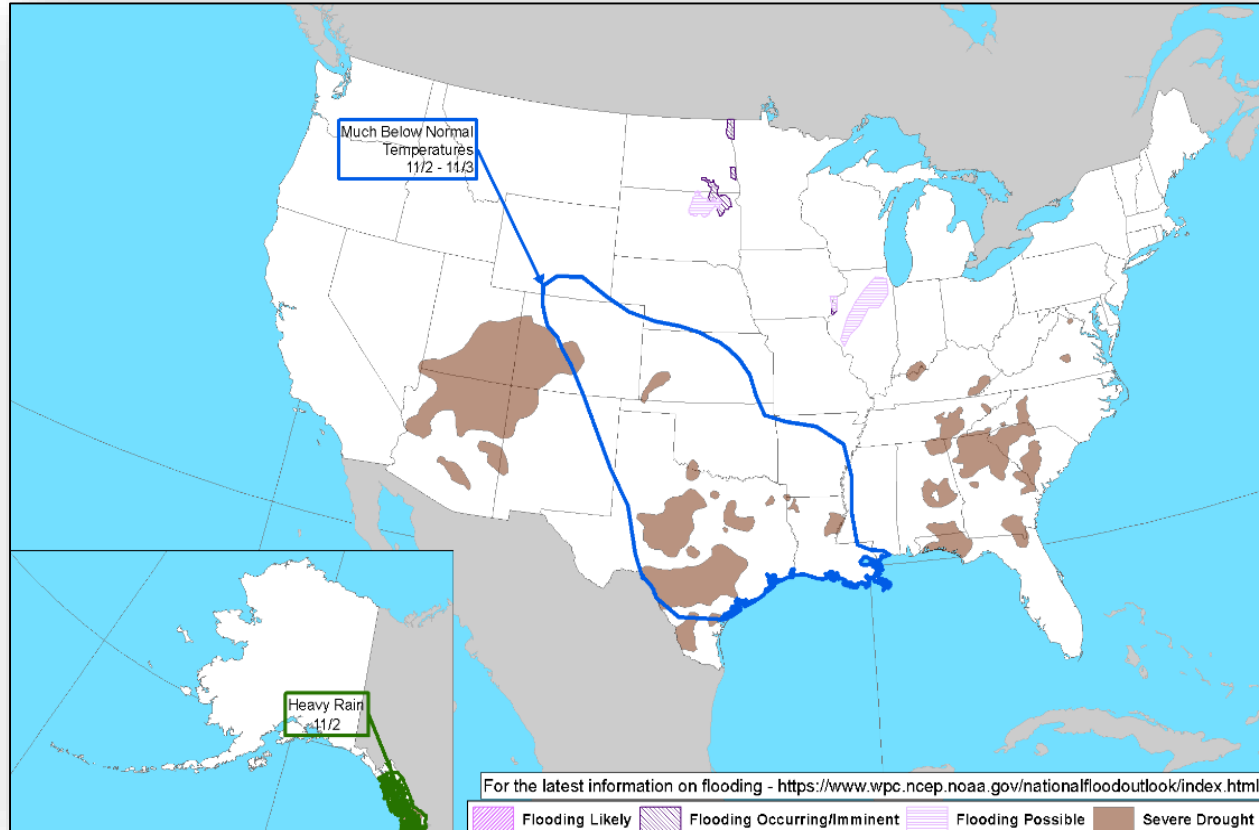 Much Below Normal
Temperatures
11/2 - 11/3
Heavy Rain
11/2
For the latest information on flooding - https://www.wpc.ncep.noaa.gov/nationalfloodoutlook/index.html
Flooding Likely Flooding Occurring/Imminent Flooding Possible Severe Drought